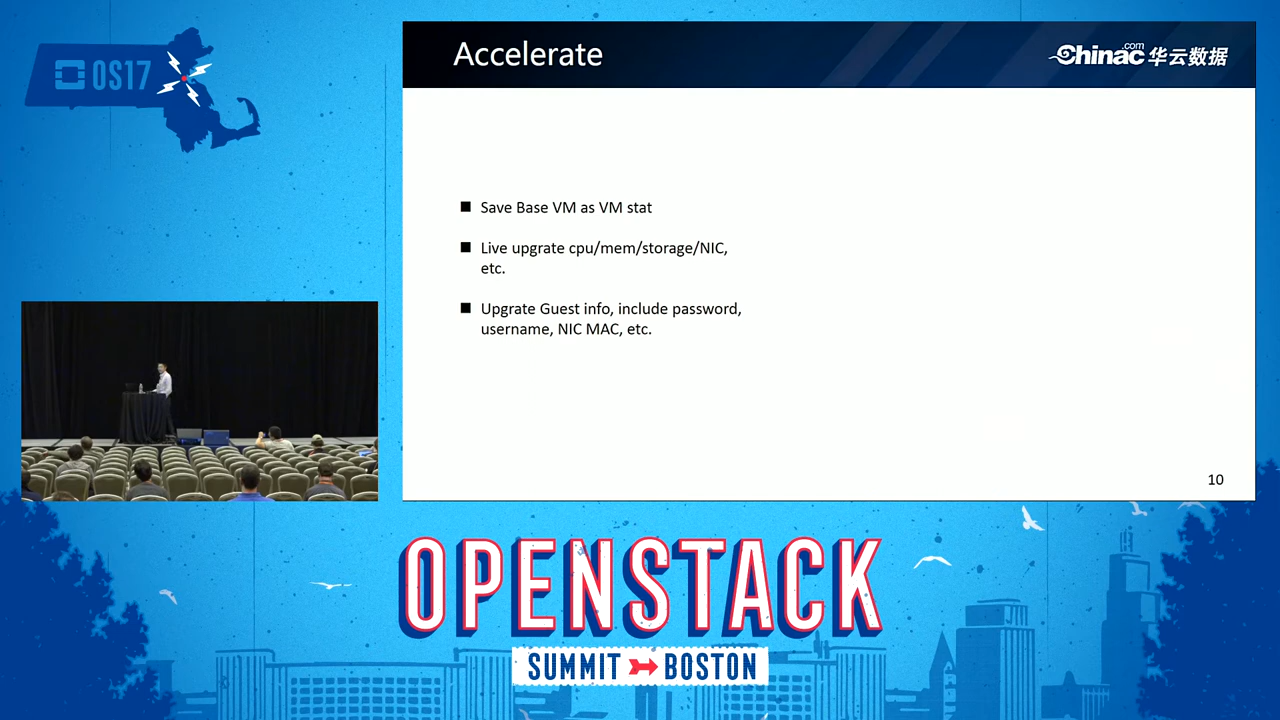 OS17
Accelerate
Chinac.com 华云数据
Save Base VM as VM stat
Live upgrate cpu/mem/storage/NIC,
etc.
Upgrate Guest info, include password,
username, NIC MAC, etc.
10
OPENSTACK
SUMMIT BOSTON